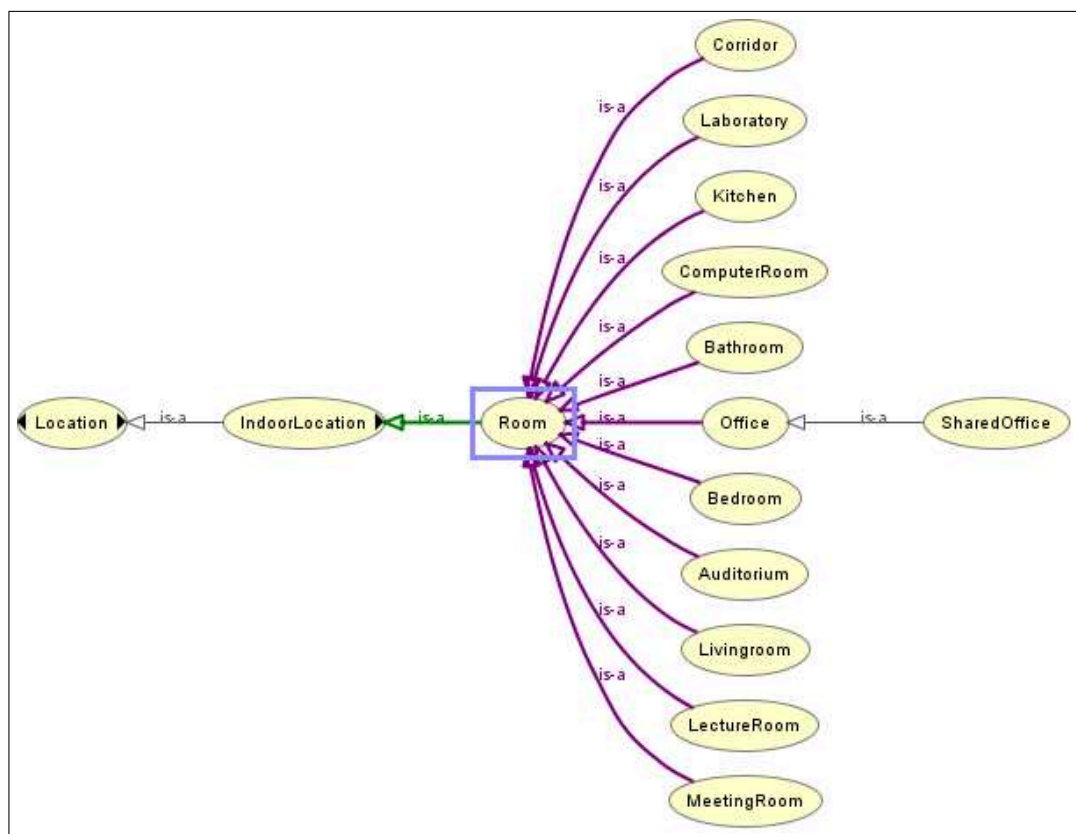 Corridor
is-a
Laboratory
is-a
Kitchen
is-a
ComputerRoom
is-a
Bathroom
is-a
Location
is-a
IndoorLocation
is-a
Room
is-a
Office
is-a
SharedOffice
is-a
Bedroom
is-a
Auditorium
is-a
Livingroom
is-a
LectureRoom
is-a
MeetingRoom